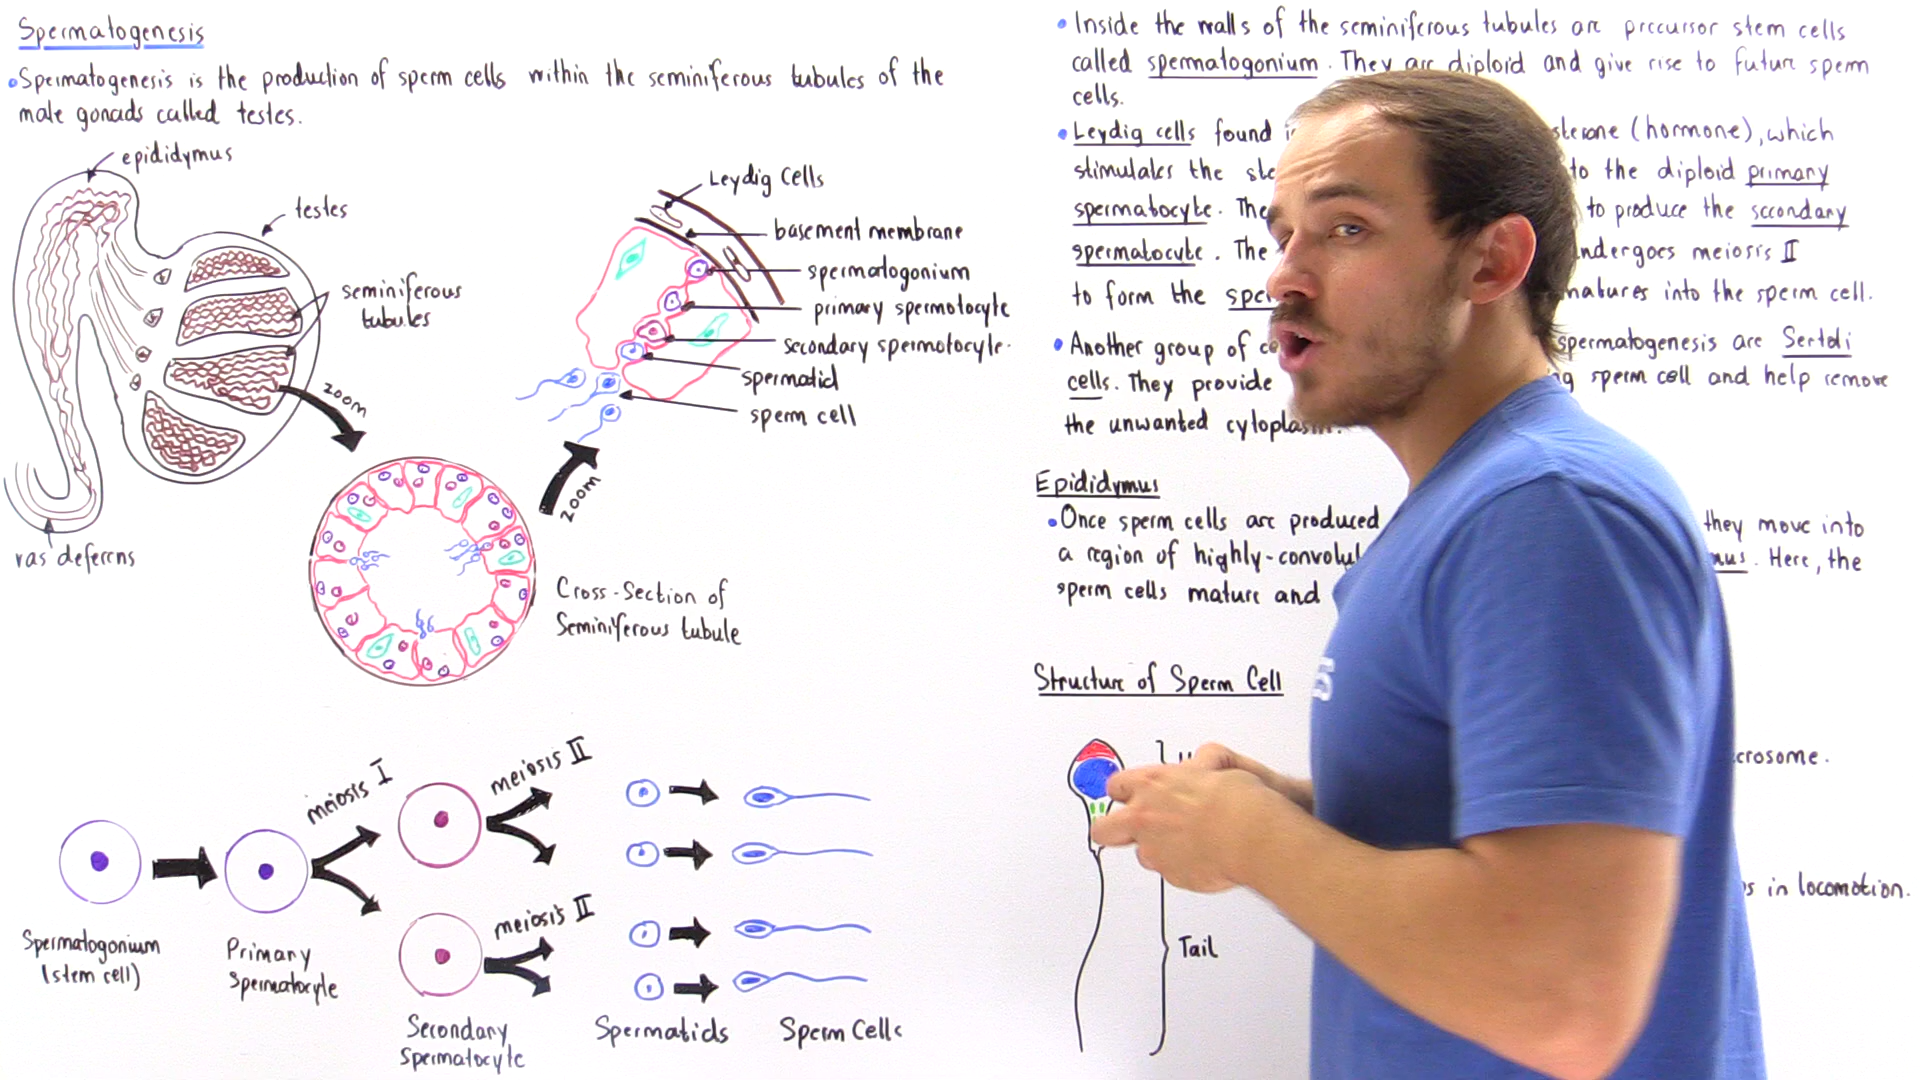 Spermatogenesis
•Spermatogenesis is the production of sperm cells within the seminiferous tubules of the
male gonads called testes.
epididymus
testes
seminiferous
tubules
zoom
vas deferens
Leydig Cells
basement membrane
spermatogonium
primary spermotocyte
secondary spermotocyte.
spermatid
sperm cell
zoom
Cross-Section of
Seminiferous tubule
meiosis I
meiosis II
meiosis II
Spermatogonium
(stem cell)
Primary
Spermatocyte
Secondary
Spermatocyte
Spermatids
Sperm Cells
• Inside the walls of the seminiferous tubules are precursor stem cells
called spermatogonium. They are diploid and give rise to future sperm
cells.
• Leydig cells found (hormone), which
stimulates the to the diploid primary
spermatocyte. The to produce the secondary
spermatocyte. The undergoes meiosis II
to form the matures into the sperm cell.
• Another group of spermatogenesis are Sertoli
cells. They provide sperm cell and help remove
the unwanted cytoplasm.
Epididymus
• Once sperm cells are produced they move into
a region of highly-convolu Here, the
sperm cells mature and
Structure of Sperm Cell
crosome.
in locomotion.
Tail